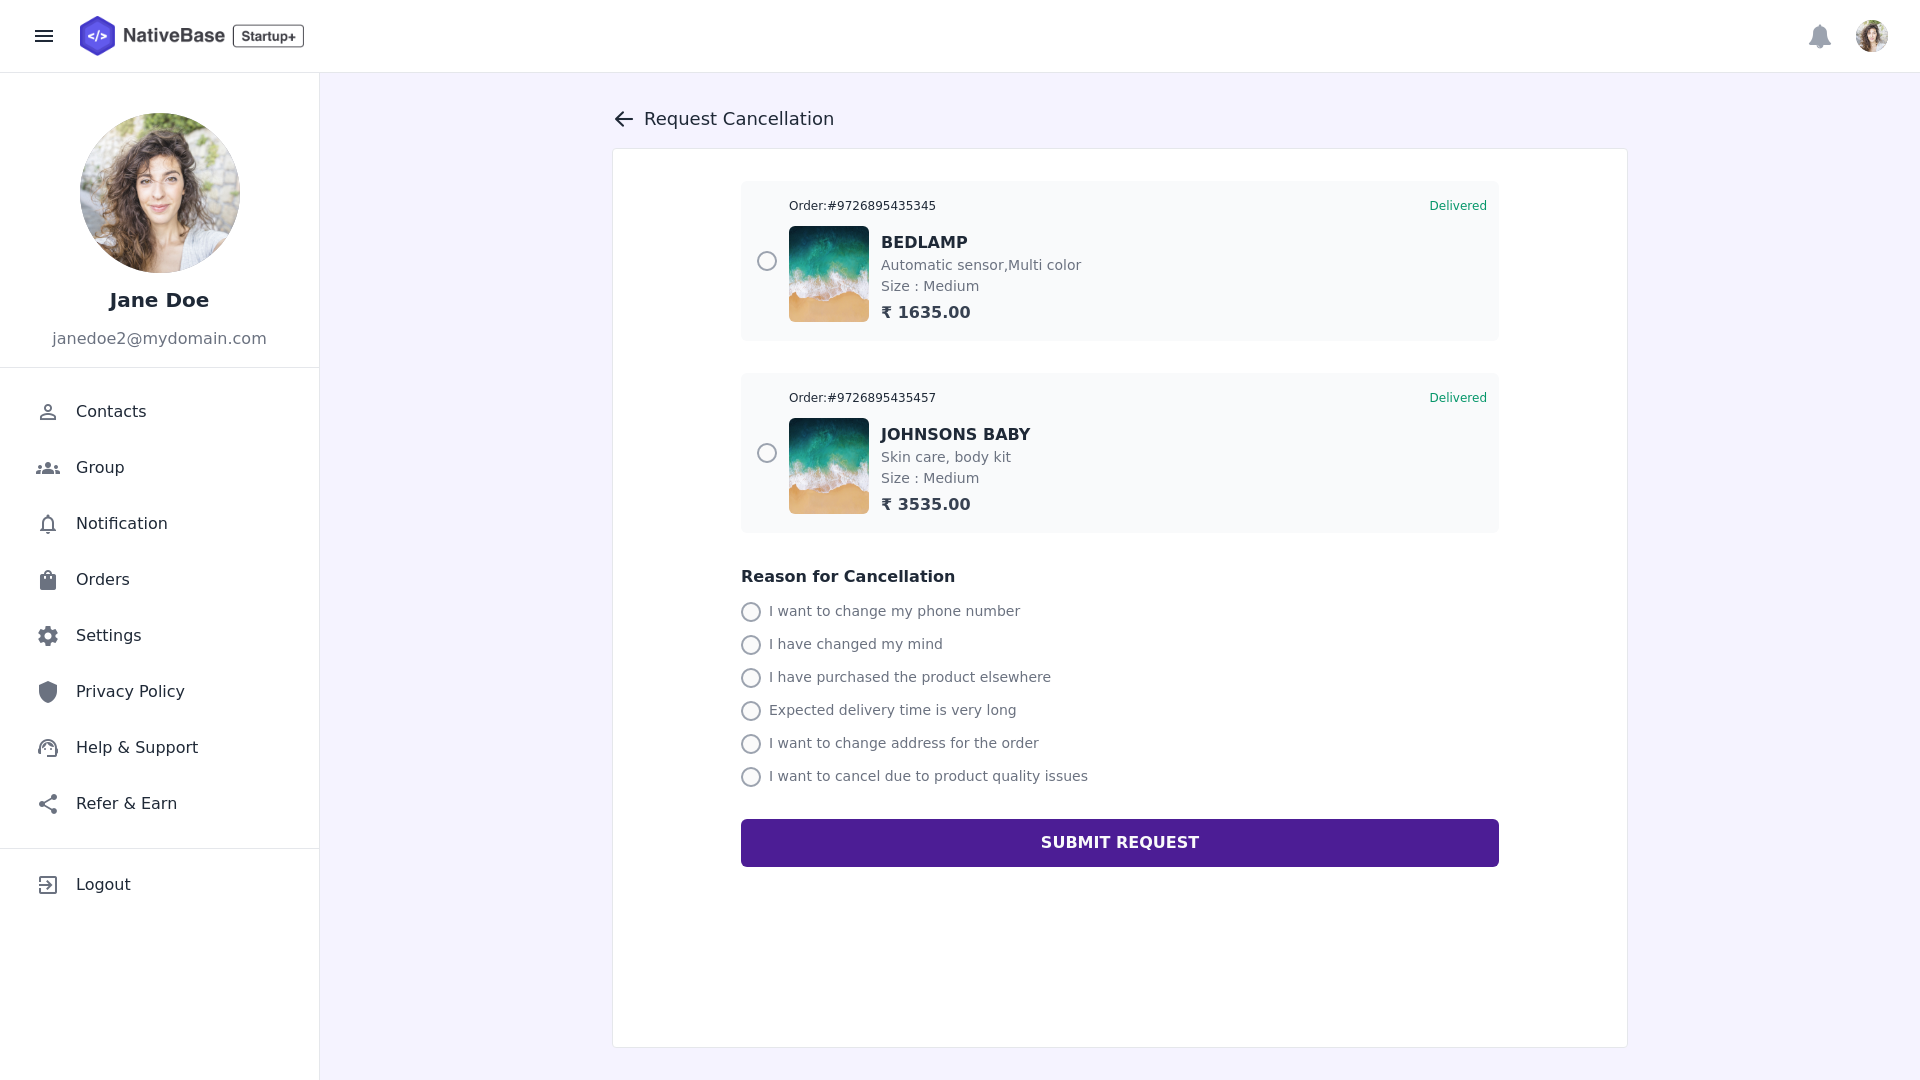 </> NativeBase Startup+
Jane Doe
janedoe2@mydomain.com
Contacts
Group
Notification
Orders
Settings
Privacy Policy
Help & Support
Refer & Earn
Logout
Request Cancellation
Order:#9726895435345 Delivered
BEDLAMP
Automatic sensor,Multi color
Size : Medium
₹ 1635.00
Order:#9726895435457 Delivered
JOHNSONS BABY
Skin care, body kit
Size : Medium
₹ 3535.00
Reason for Cancellation
I want to change my phone number
I have changed my mind
I have purchased the product elsewhere
Expected delivery time is very long
I want to change address for the order
I want to cancel due to product quality issues
SUBMIT REQUEST